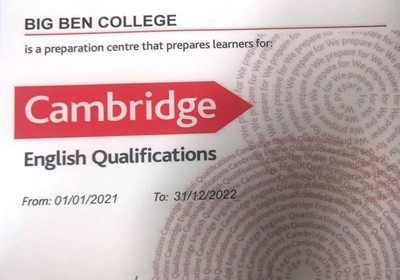 BIG BEN COLLEGE
is a preparation centre that prepares learners for:
Cambridge
English Qualifications
From: 01/01/2021 To: 31/12/2022